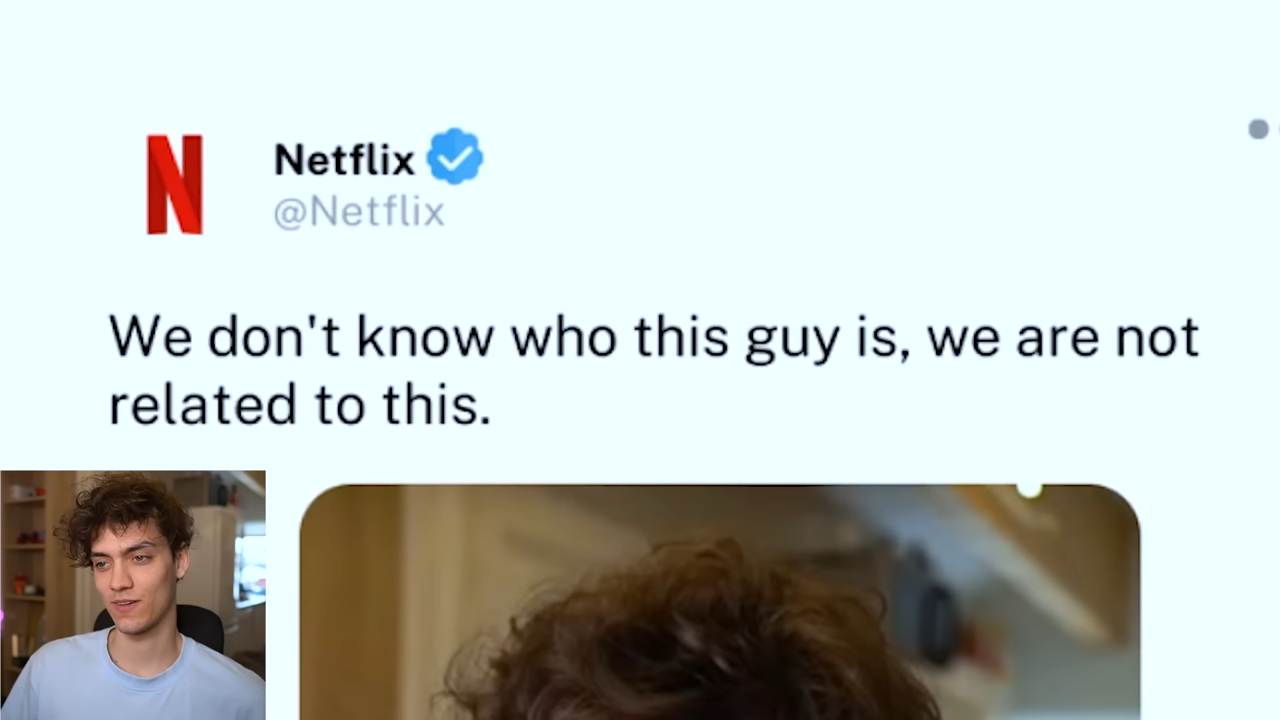 Netflix
@Netflix
We don't know who this guy is, we are not
related to this.